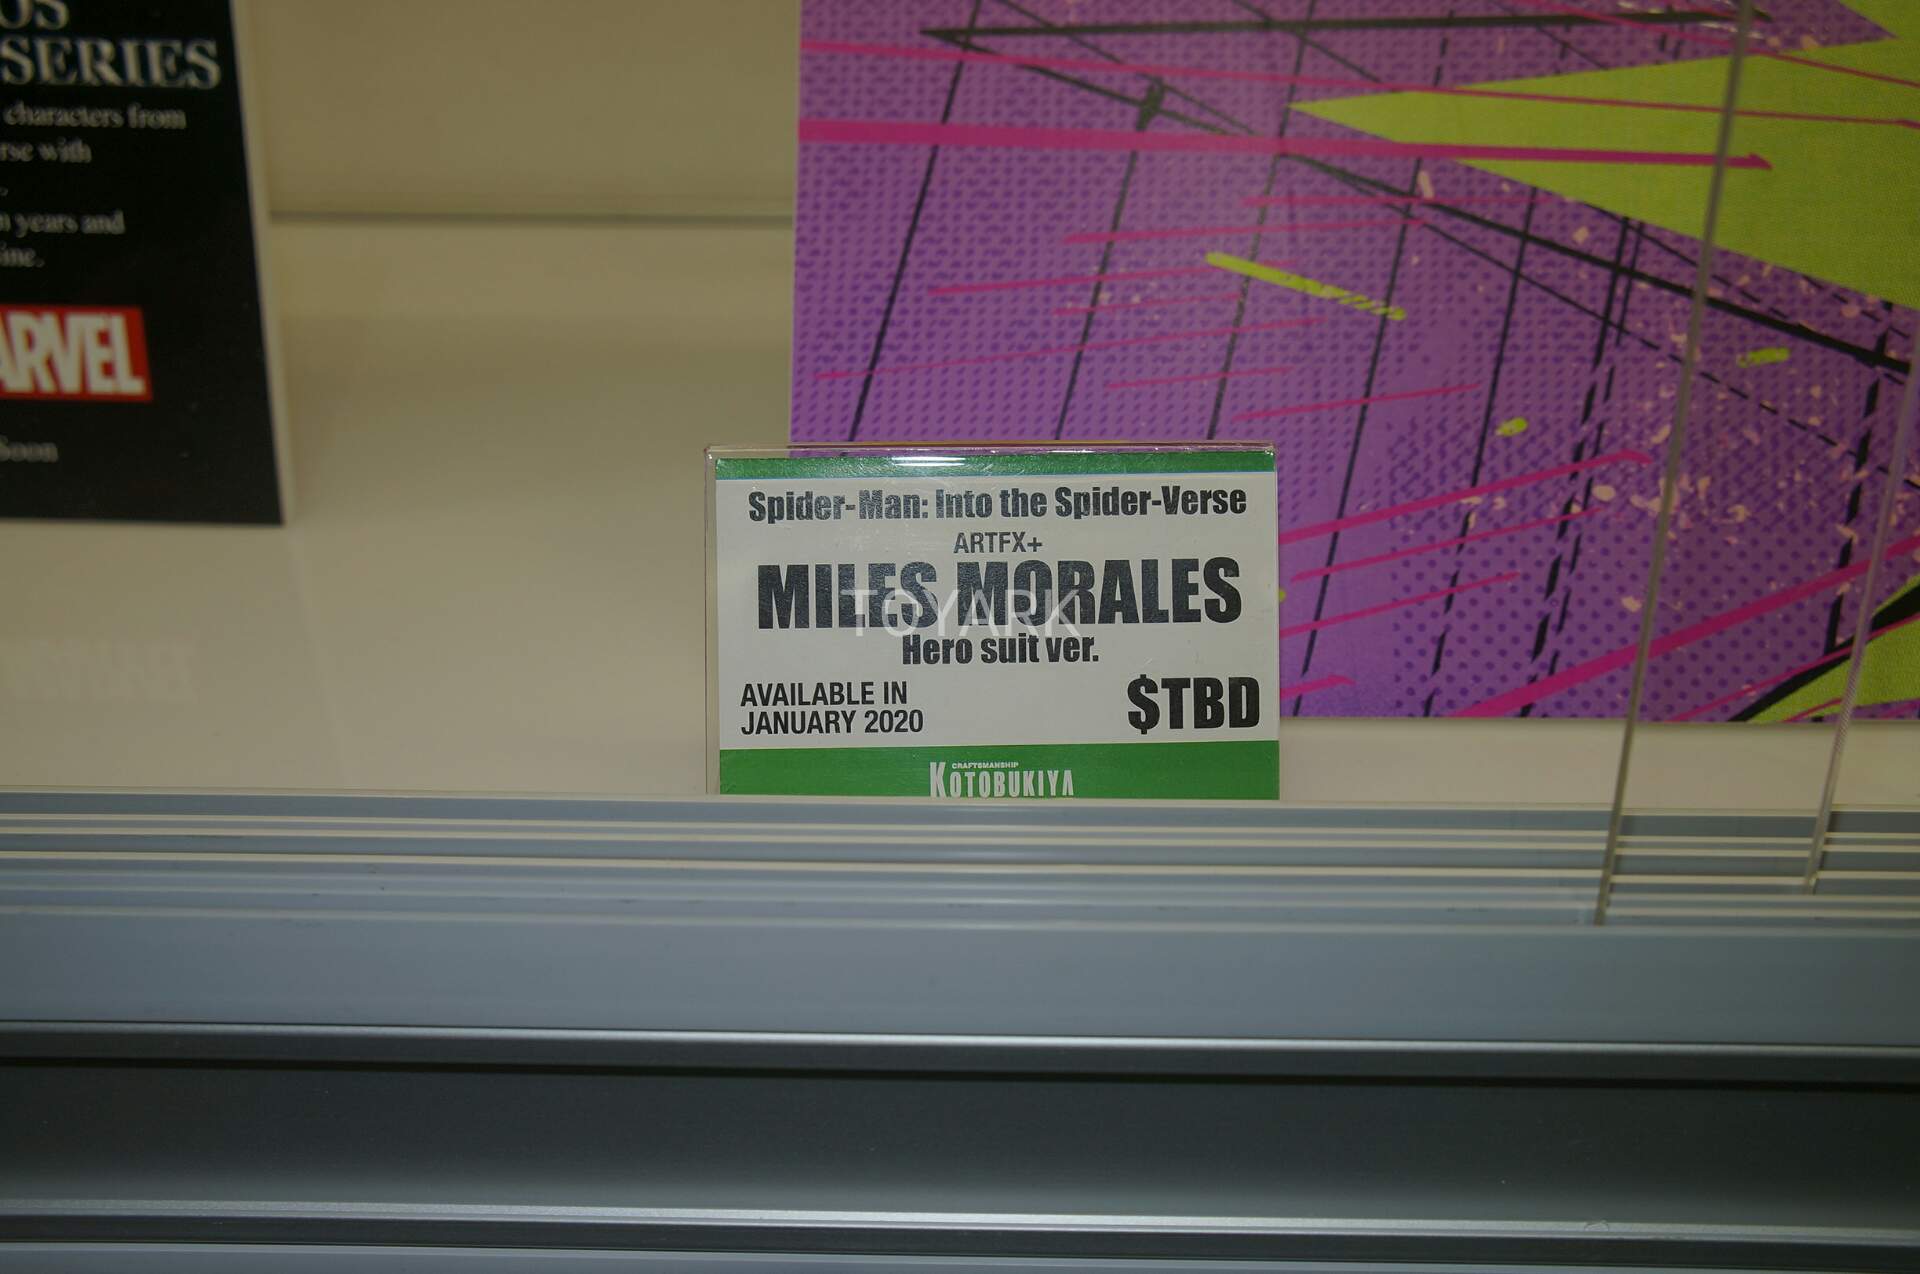 OS
SERIES
characters from
rse with
n years and
ine.
ARVEL
Soon
Spider-Man: Into the Spider-Verse
ARTFX+
MILES MORALES
TOYARK
Hero suit ver.
AVAILABLE IN
JANUARY 2020
$TBD
CRAFTSMANSHIP
KOTOBUKIYA